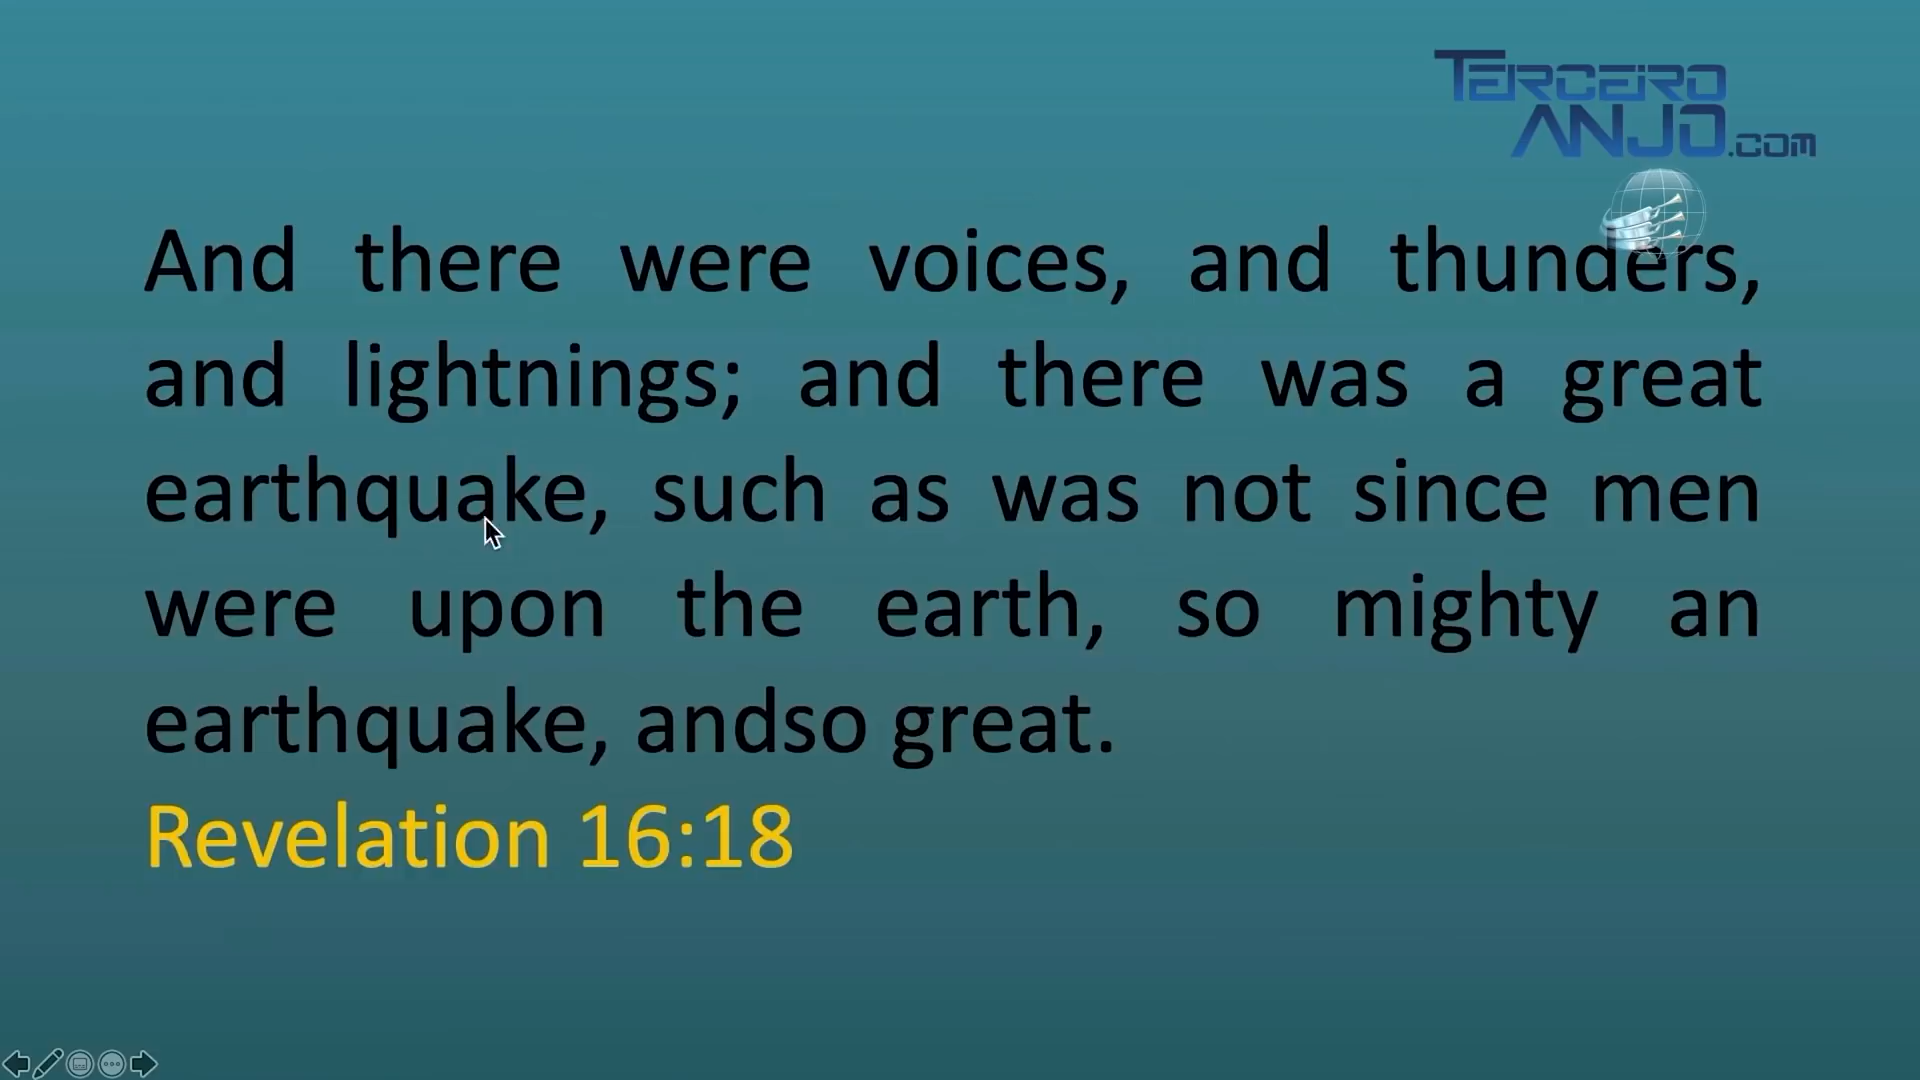 TERCEIRO
ANJO.COM
And there were voices, and thunders,
and lightnings; and there was a great
earthquake, such as was not since men
were upon the earth, so mighty an
earthquake, andso great.
Revelation 16:18